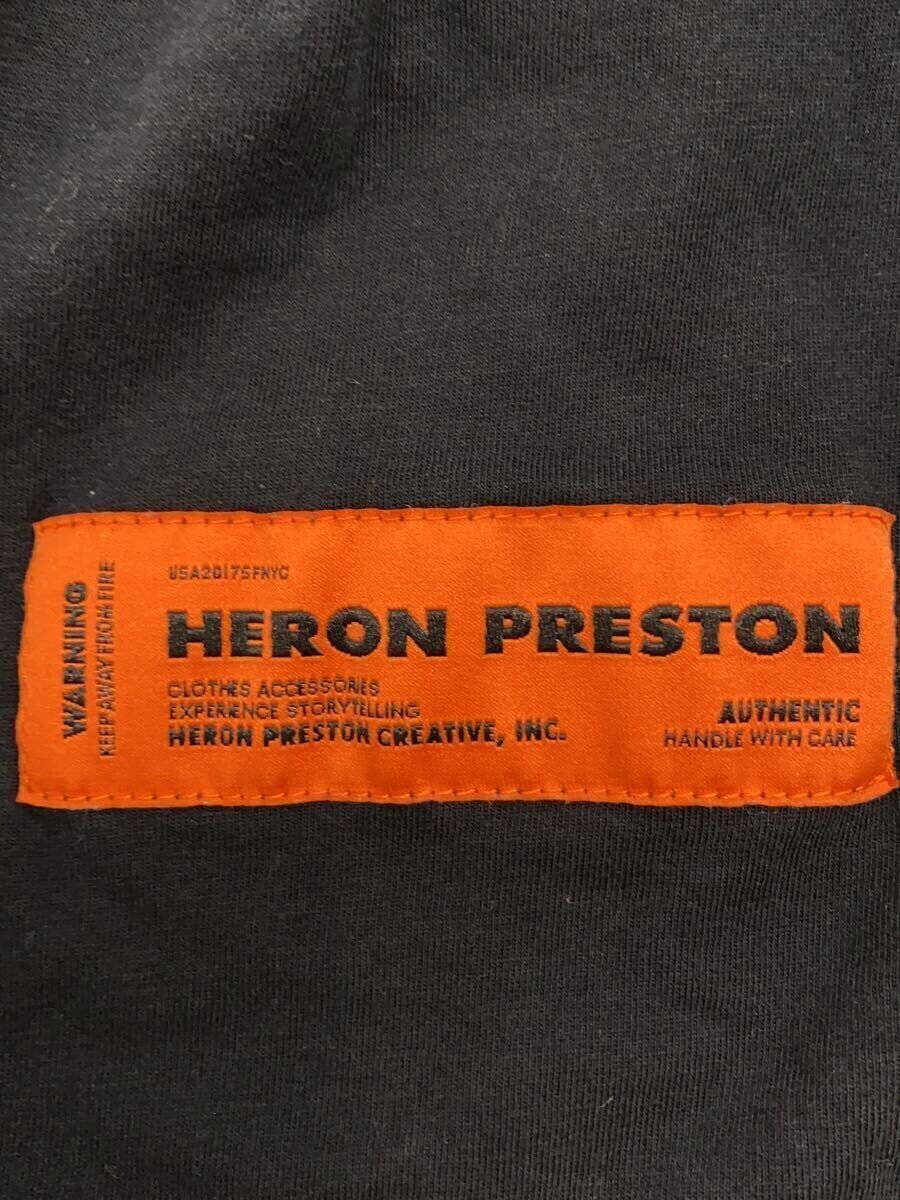 WARNING
KEEP AWAY FROM FIRE
USA2017SFNYC
HERON PRESTON
CLOTHES ACCESSORIES
EXPERIENCE STORYTELLING
HERON PRESTON CREATIVE, INC.
AUTHENTIC
HANDLE WITH CARE